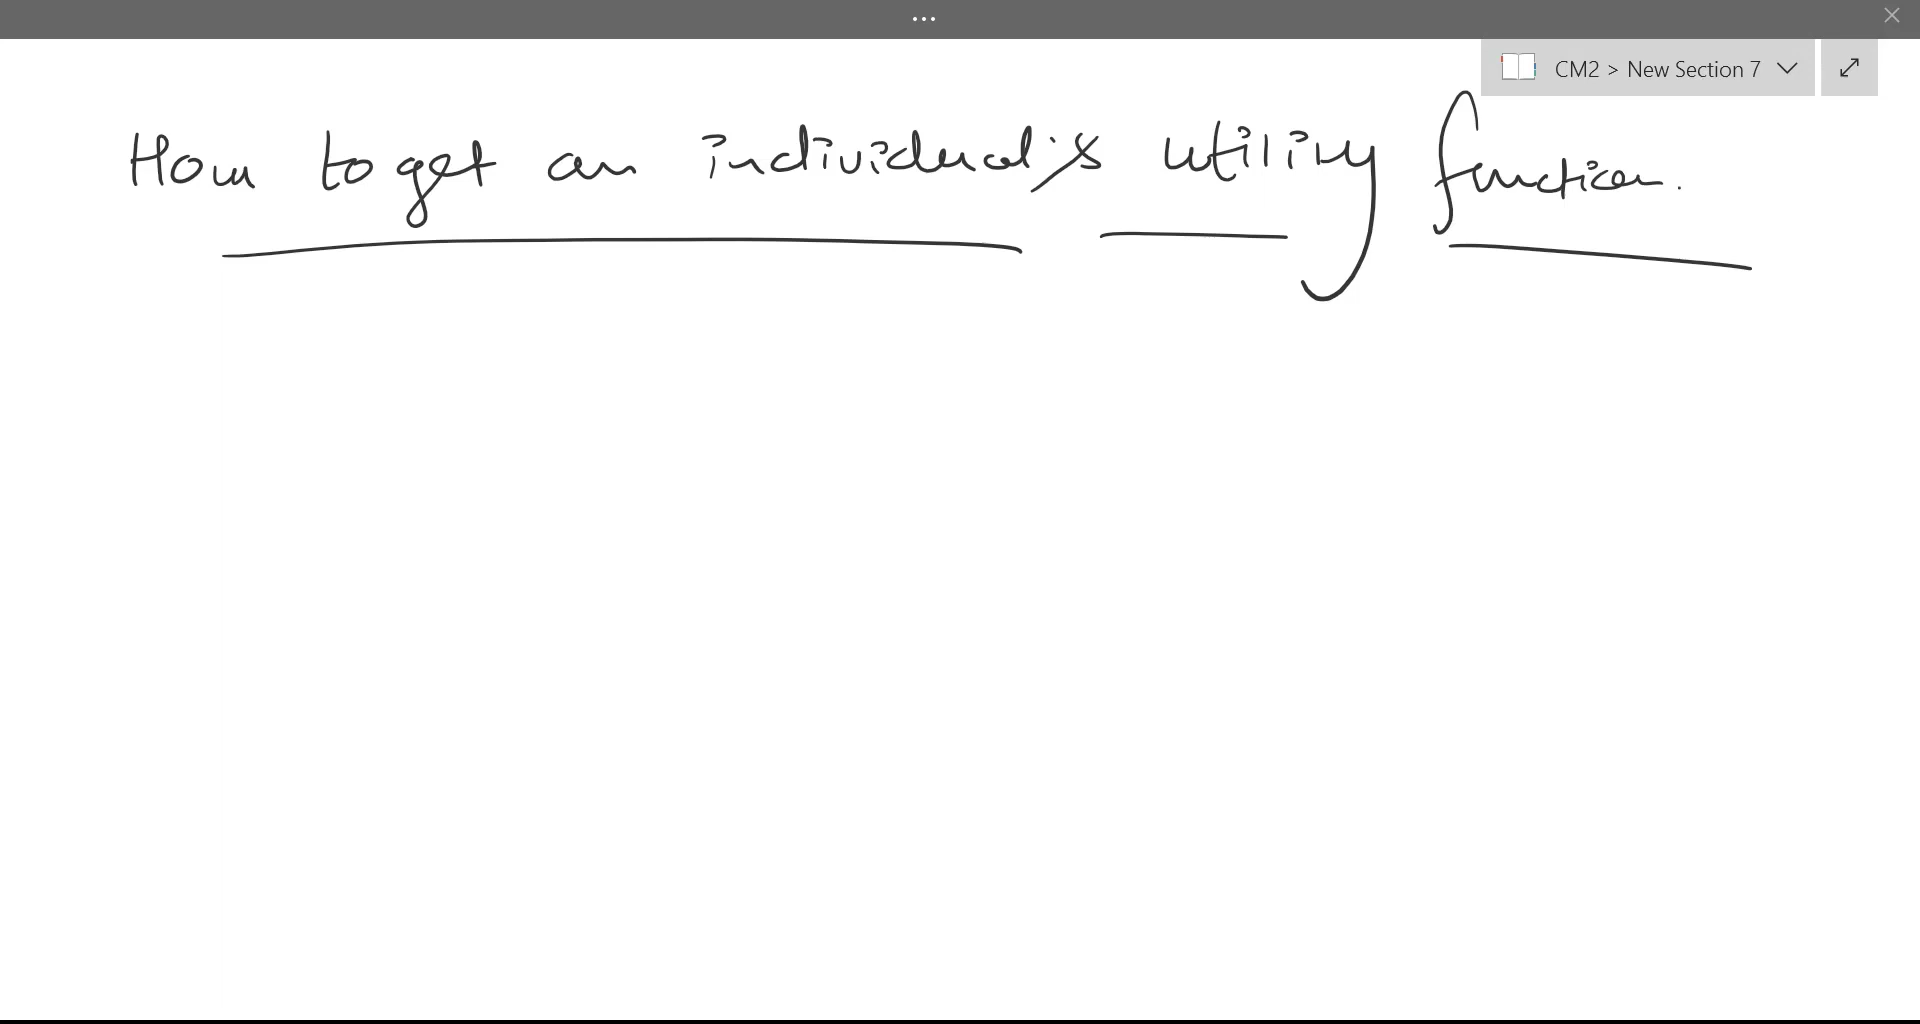 CM2 > New Section 7
How to get an individual's utility function.